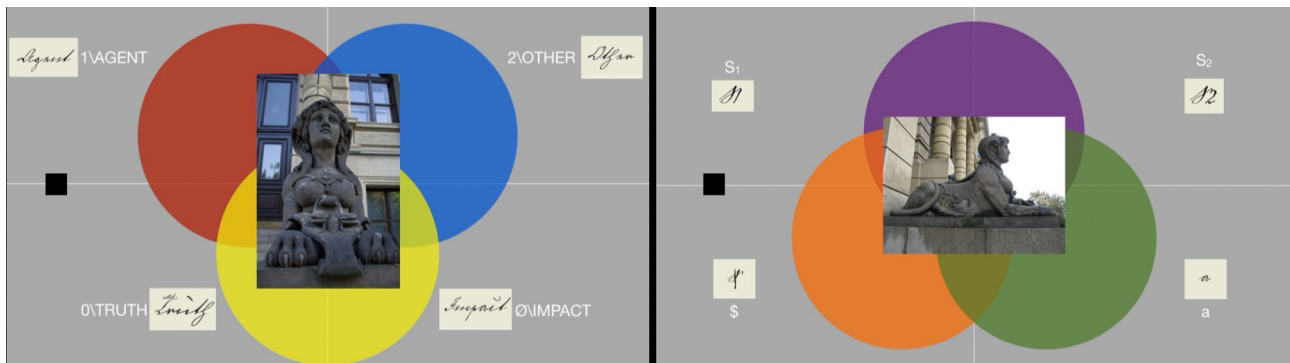 Agent 1\AGENT
2\OTHER Other
0\TRUTH Truth
Impact Ø\IMPACT
S₁
S1
S₂
S2
$
$
a
a